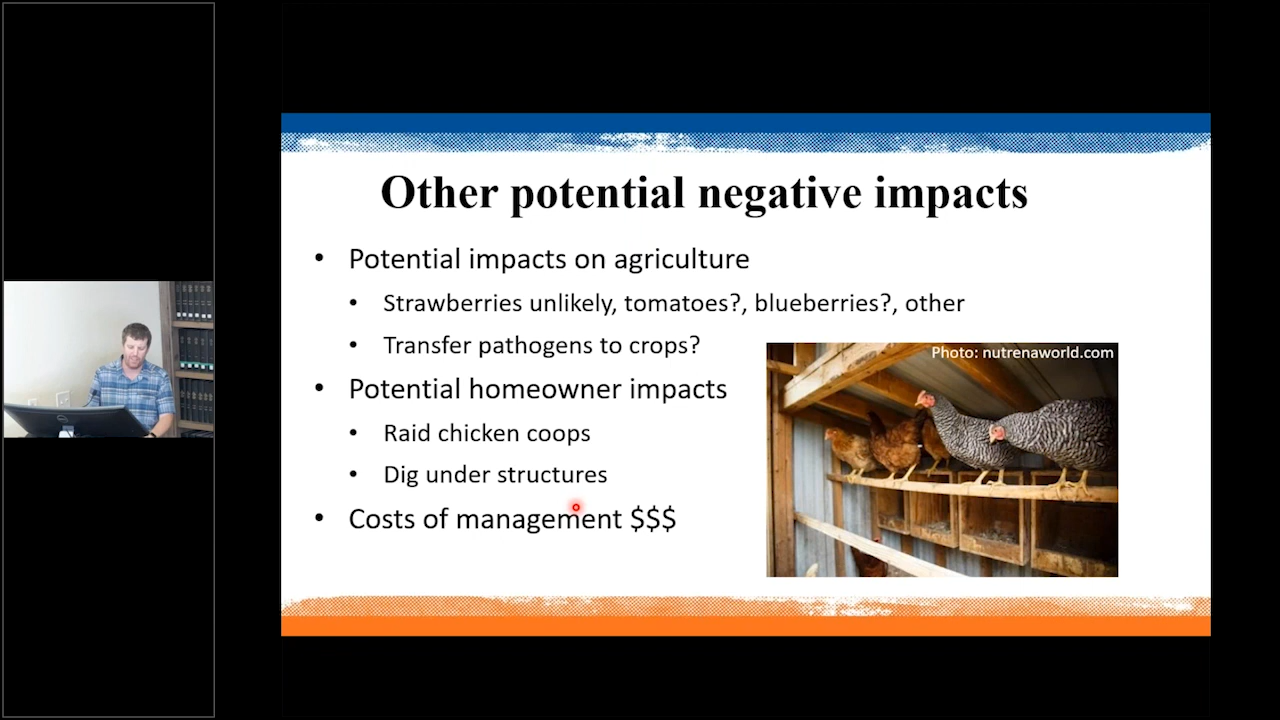 Other potential negative impacts
• Potential impacts on agriculture
• Strawberries unlikely, tomatoes?, blueberries?, other
• Transfer pathogens to crops?
Photo: nutrenaworld.com
• Potential homeowner impacts
• Raid chicken coops
• Dig under structures
• Costs of management $$$